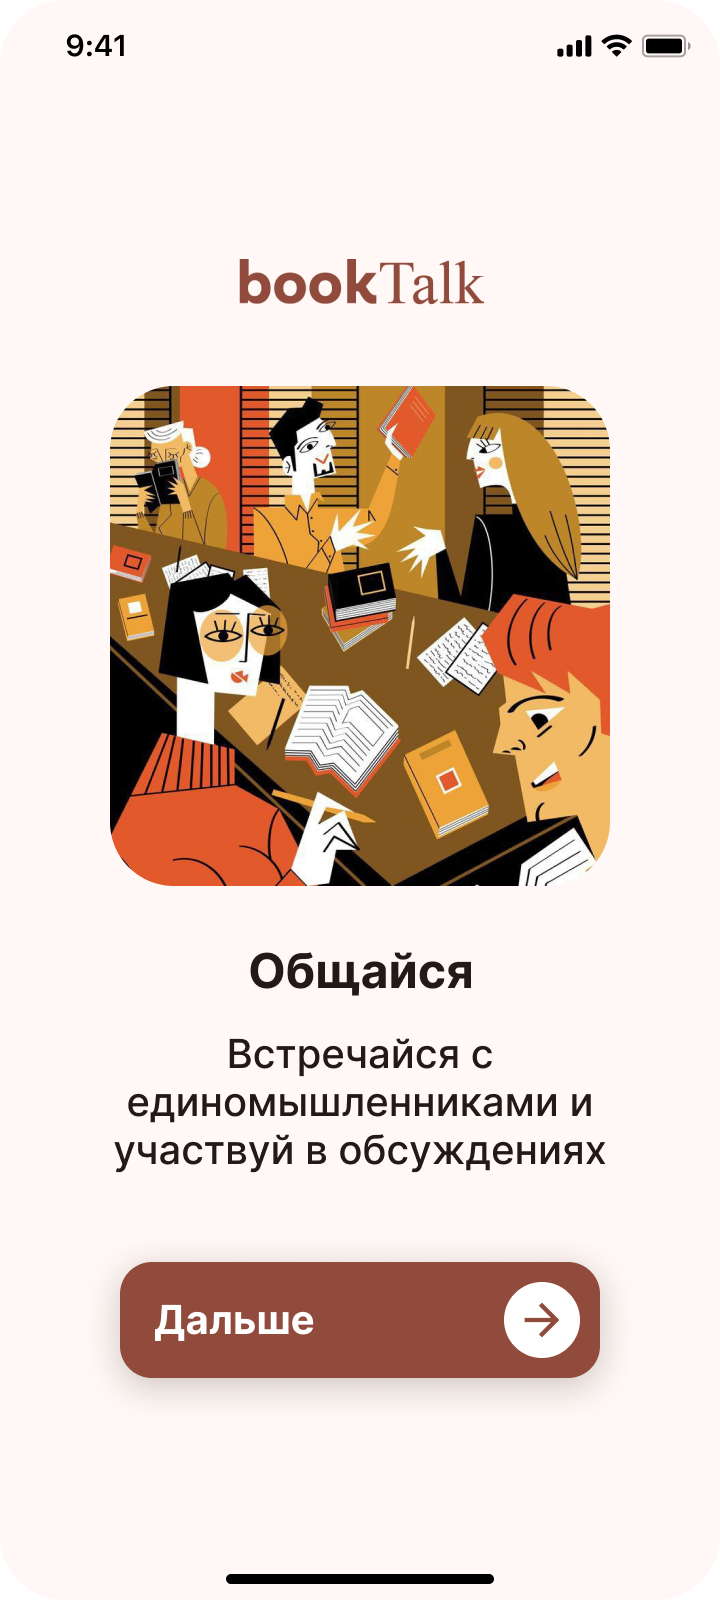 9:41
bookTalk
Общайся
Встречайся с
единомышленниками и
участвуй в обсуждениях
Дальше